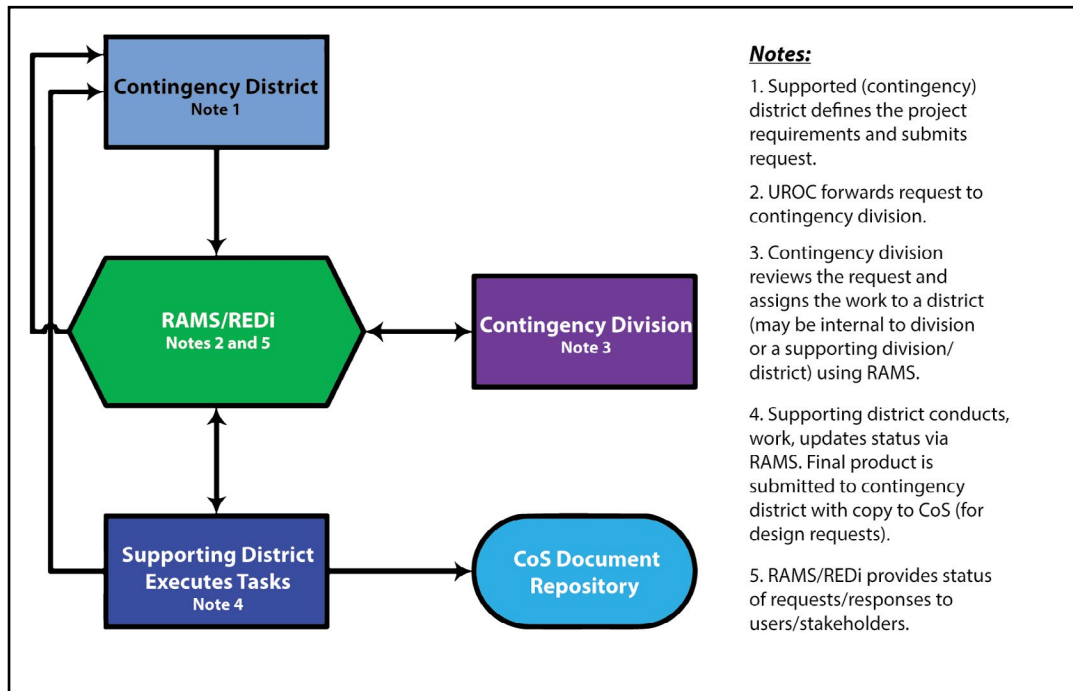 Contingency District
Note 1
RAMS/REDi
Notes 2 and 5
Contingency Division
Note 3
Supporting District
Executes Tasks
Note 4
CoS Document
Repository
Notes:
1. Supported (contingency)
district defines the project
requirements and submits
request.
2. UROC forwards request to
contingency division.
3. Contingency division
reviews the request and
assigns the work to a district
(may be internal to division
or a supporting division/
district) using RAMS.
4. Supporting district conducts,
work, updates status via
RAMS. Final product is
submitted to contingency
district with copy to CoS (for
design requests).
5. RAMS/REDi provides status
of requests/responses to
users/stakeholders.